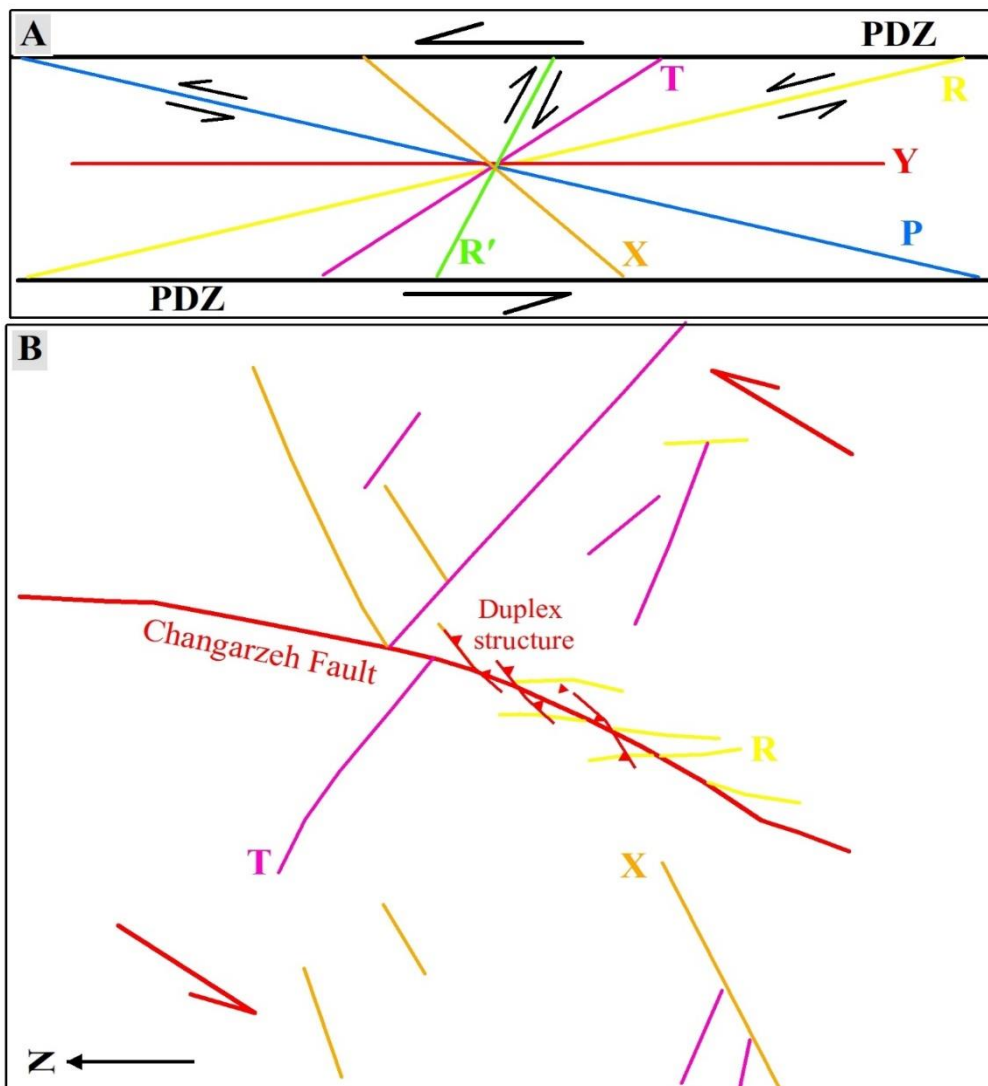 A
PDZ
T
R
Y
P
R′
X
PDZ
B
Duplex
structure
Changarzeh Fault
R
T
X
N